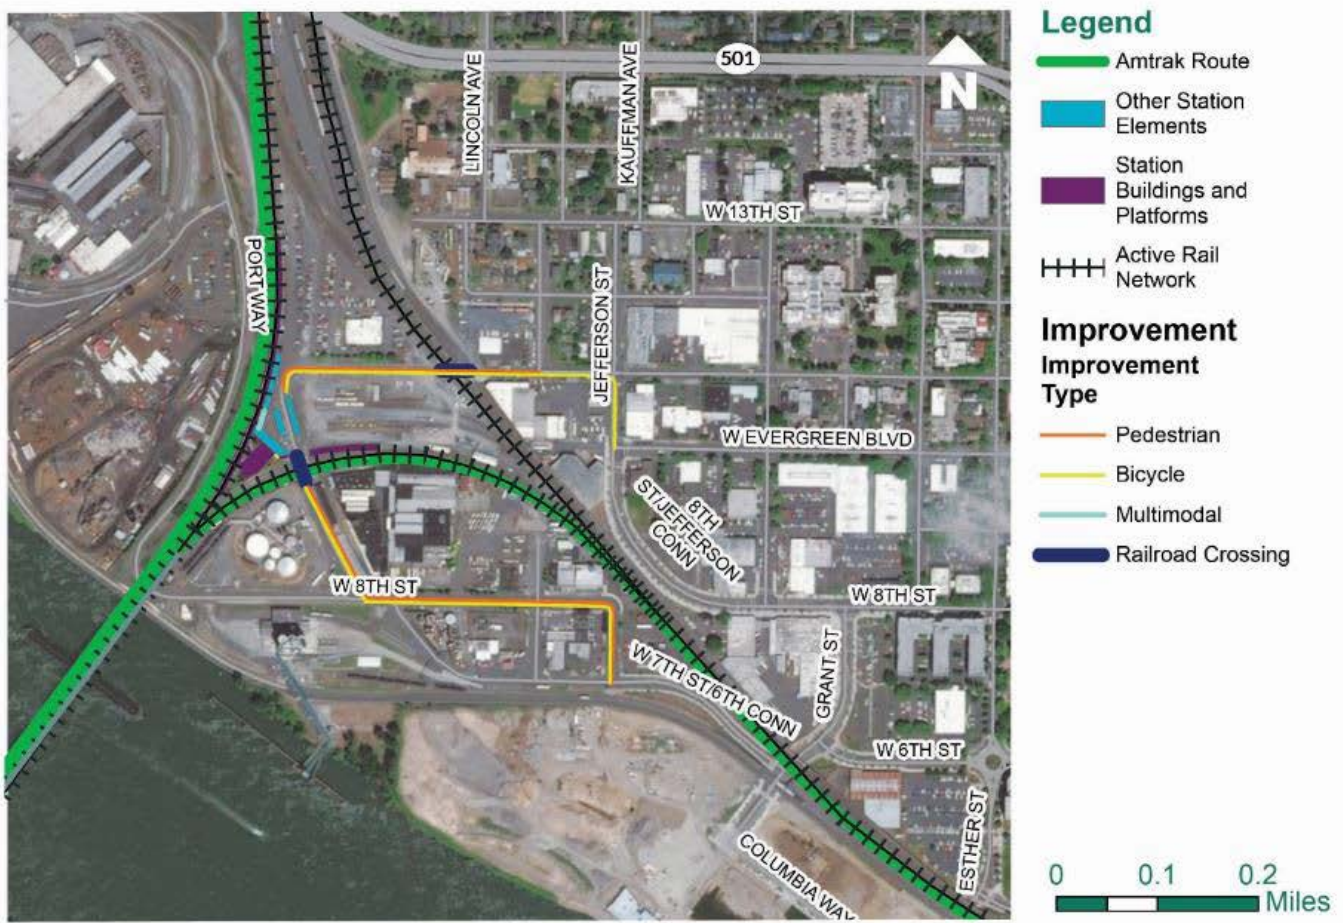 501
N
LINCOLN AVE
KAUFFMAN AVE
W 13TH ST
PORT WAY
JEFFERSON ST
W EVERGREEN BLVD
8TH
ST/JEFFERSON
CONN
W 8TH ST
W 8TH ST
W 7TH ST/6TH CONN
GRANT ST
W 6TH ST
ESTHER ST
COLUMBIA WAY
Legend
Amtrak Route
Other Station
Elements
Station
Buildings and
Platforms
Active Rail
Network
Improvement
Improvement
Type
Pedestrian
Bicycle
Multimodal
Railroad Crossing
0 0.1 0.2
Miles